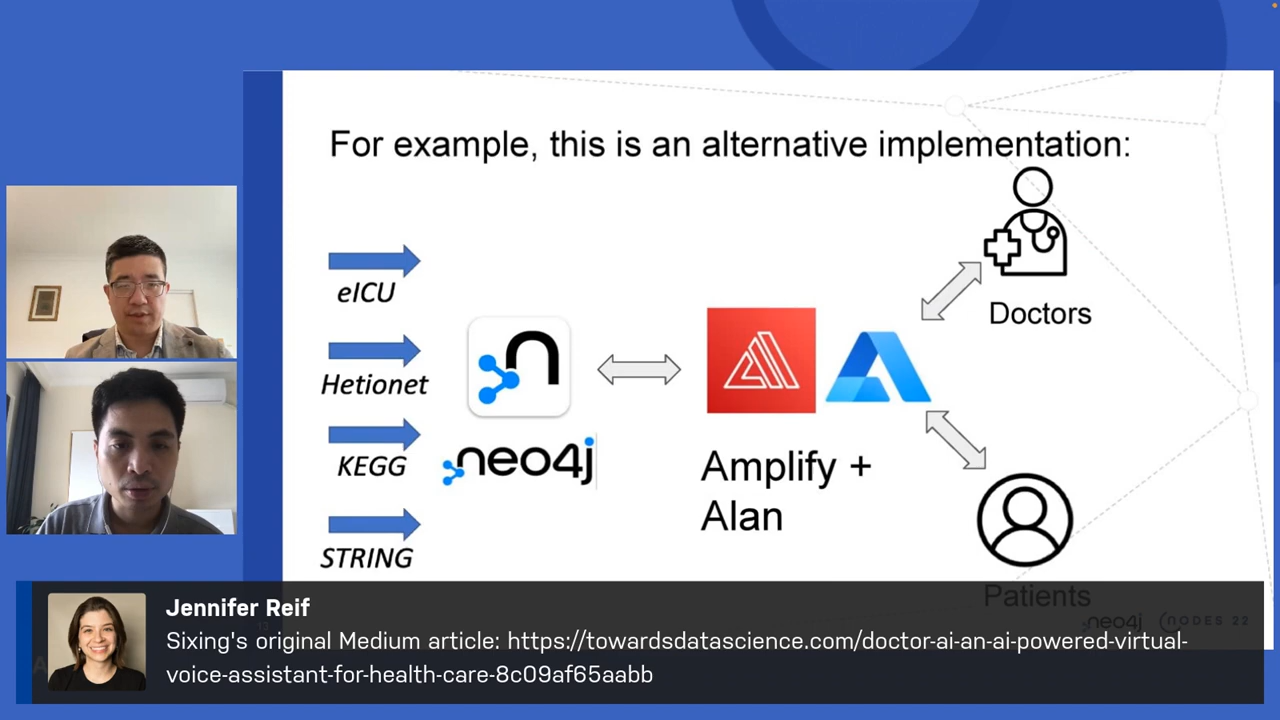 For example, this is an alternative implementation:
eICU
Hetionet
KEGG
STRING
n
neo4j
Amplify +
Alan
Doctors
Patients
neo4j NODES 22
Jennifer Reif
Sixing's original Medium article: https://towardsdatascience.com/doctor-ai-an-ai-powered-virtual-
voice-assistant-for-health-care-8c09af65aabb